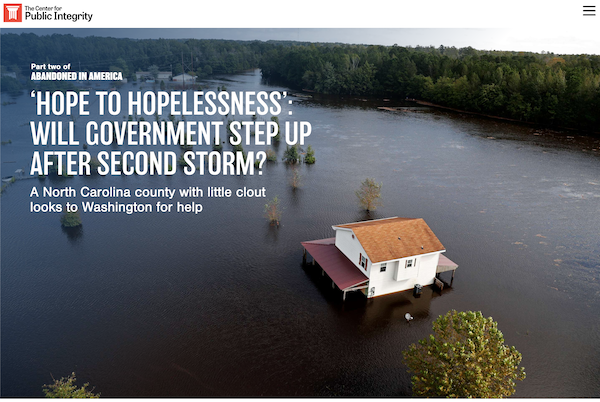 The Center for
Public Integrity
Part two of
ABANDONED IN AMERICA
‘HOPE TO HOPELESSNESS’:
WILL GOVERNMENT STEP UP
AFTER SECOND STORM?
A North Carolina county with little clout
looks to Washington for help